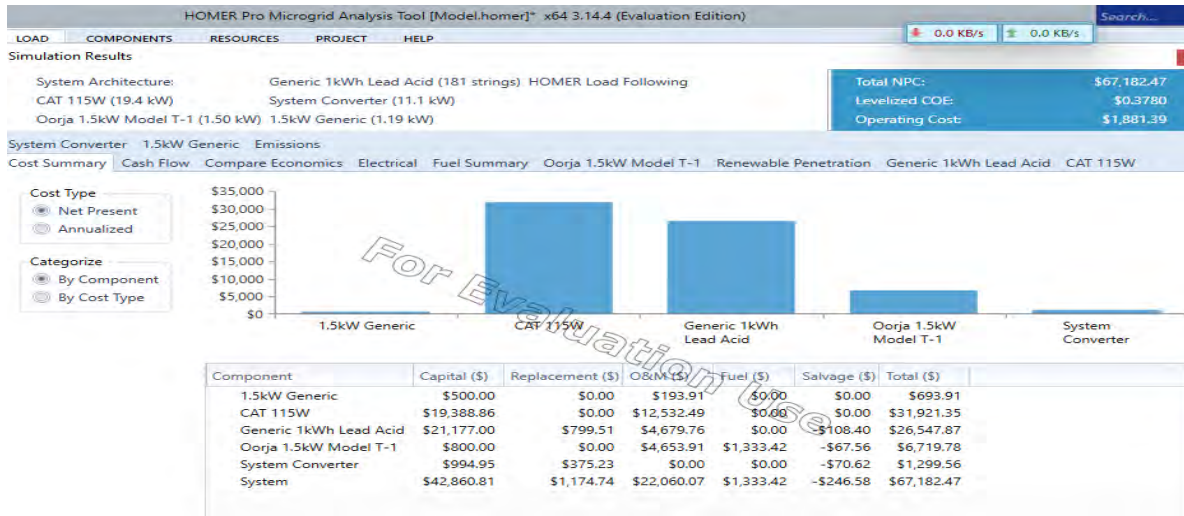 HOMER Pro Microgrid Analysis Tool [Model.homer]* x64 3.14.4 (Evaluation Edition)
Search...
0.0 KB/s 0.0 KB/s
LOAD COMPONENTS RESOURCES PROJECT HELP
Simulation Results
System Architecture: Generic 1kWh Lead Acid (181 strings) HOMER Load Following
CAT 115W (19.4 kW) System Converter (11.1 kW)
Oorja 1.5kW Model T-1 (1.50 kW) 1.5kW Generic (1.19 kW)
Total NPC: $67,182.47
Levelized COE: $0.3780
Operating Cost: $1,881.39
System Converter 1.5kW Generic Emissions
Cost Summary Cash Flow Compare Economics Electrical Fuel Summary Oorja 1.5kW Model T-1 Renewable Penetration Generic 1kWh Lead Acid CAT 115W
Cost Type
Net Present
Annualized
Categorize
By Component
By Cost Type
$35,000
$30,000
$25,000
$20,000
$15,000
$10,000
$5,000
$0
1.5kW Generic
CAT 115W
Generic 1kWh
Lead Acid
Oorja 1.5kW
Model T-1
System
Converter
For Evaluation Use
Component Capital ($) Replacement ($) O&M ($) Fuel ($) Salvage ($) Total ($)
1.5kW Generic $500.00 $0.00 $193.91 $0.00 $0.00 $693.91
CAT 115W $19,388.86 $0.00 $12,532.49 $0.00 $0.00 $31,921.35
Generic 1kWh Lead Acid $21,177.00 $799.51 $4,679.76 $0.00 -$108.40 $26,547.87
Oorja 1.5kW Model T-1 $800.00 $0.00 $4,653.91 $1,333.42 -$67.56 $6,719.78
System Converter $994.95 $375.23 $0.00 $0.00 -$70.62 $1,299.56
System $42,860.81 $1,174.74 $22,060.07 $1,333.42 -$246.58 $67,182.47